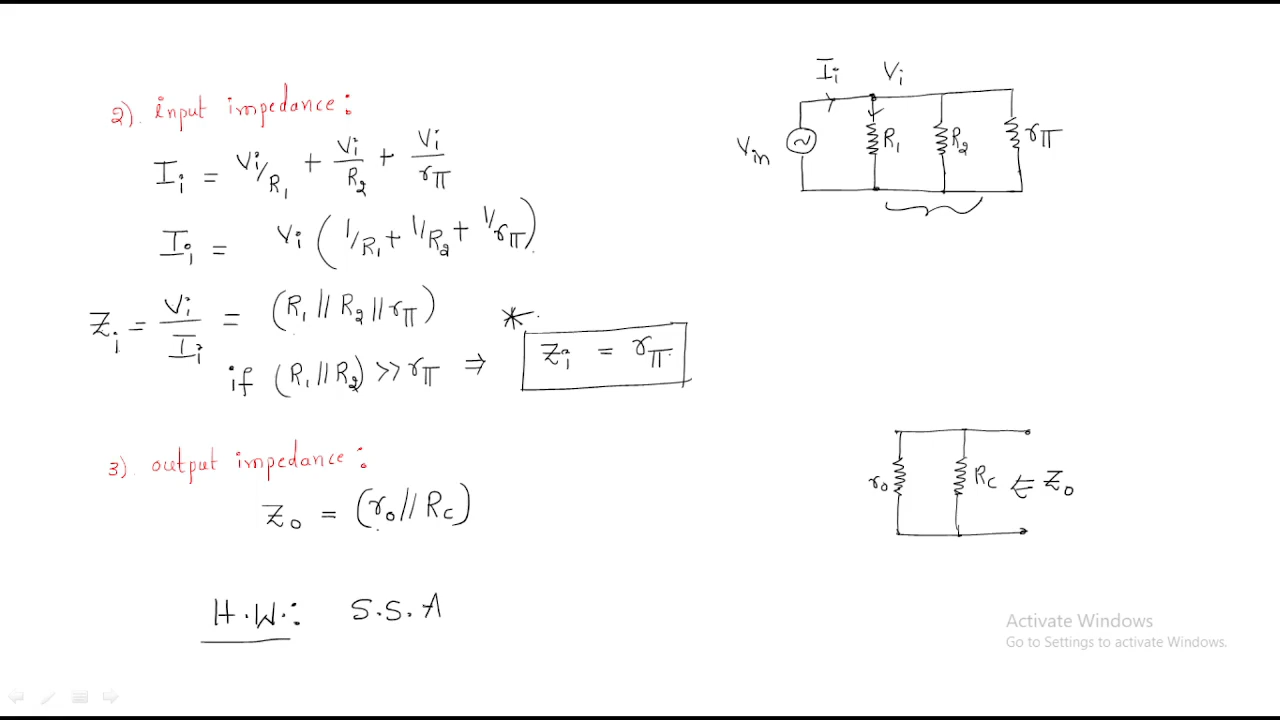 2). input impedance:
Ii = Vi/R1 + Vi/R2 + Vi/rπ
Ii = Vi (1/R1 + 1/R2 + 1/rπ)
Zi = Vi/Ii = (R1 // R2 // rπ)
if (R1 // R2) >> rπ ⇒ * Zi = rπ
3). output impedance:
Zo = (ro // RC)
H.W.: S.S.A
Ii Vi
Vin R1 R2 rπ
ro RC ⇐ Zo
Activate Windows
Go to Settings to activate Windows.